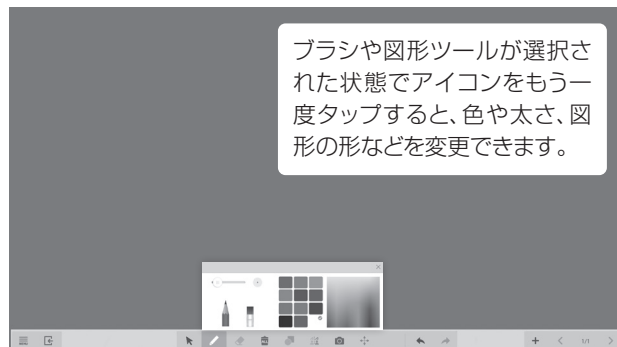 ブラシや図形ツールが選択さ
れた状態でアイコンをもう一
度タップすると、色や太さ、図
形の形などを変更できます。
1/1